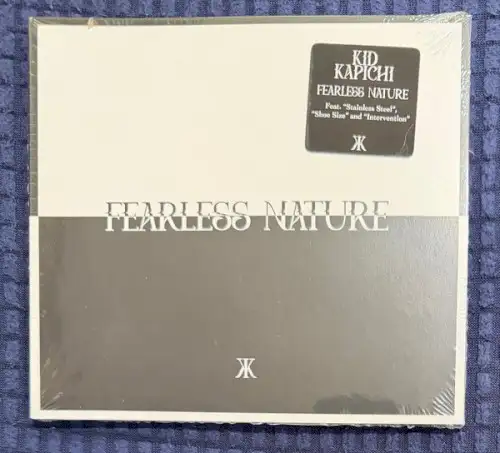 KID
KAPICHI
FEARLESS NATURE
Feat. "Stainless Steel",
"Shoe Size" and "Intervention"
FEARLESS NATURE